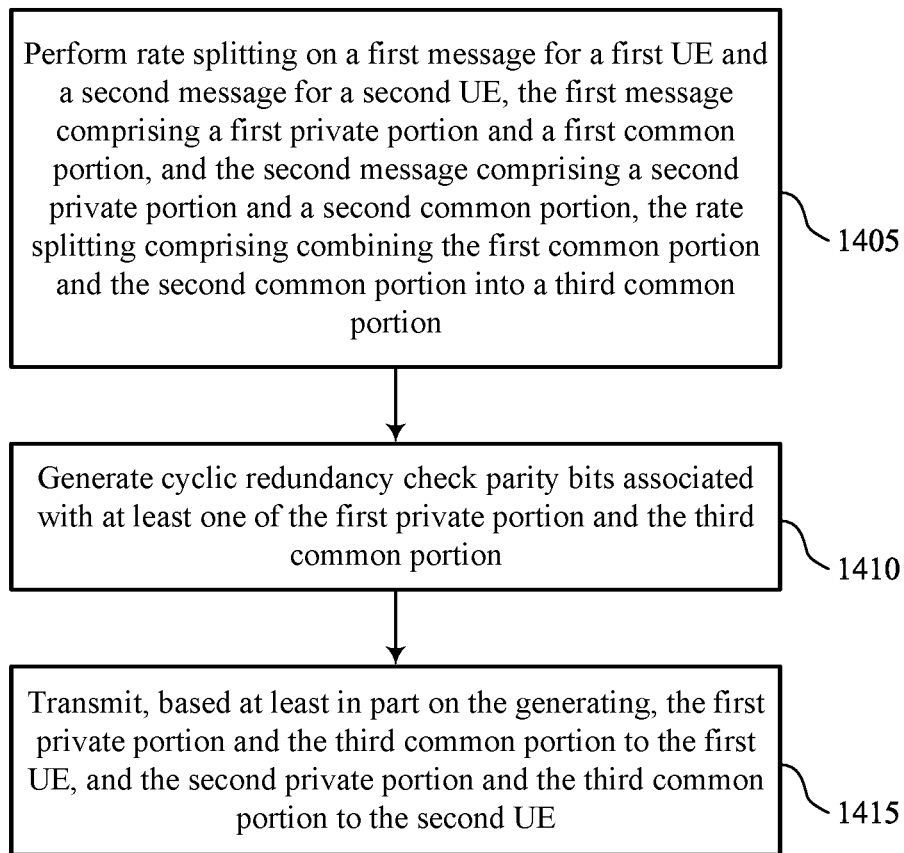 Perform rate splitting on a first message for a first UE and
a second message for a second UE, the first message
comprising a first private portion and a first common
portion, and the second message comprising a second
private portion and a second common portion, the rate
splitting comprising combining the first common portion
and the second common portion into a third common
portion
1405
Generate cyclic redundancy check parity bits associated
with at least one of the first private portion and the third
common portion
1410
Transmit, based at least in part on the generating, the first
private portion and the third common portion to the first
UE, and the second private portion and the third common
portion to the second UE
1415